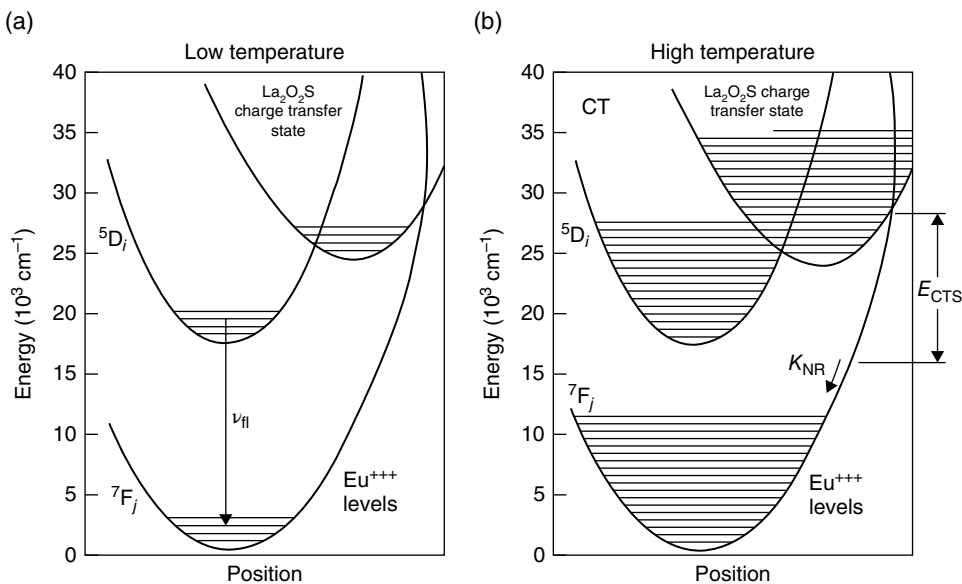 (a)
Low temperature
40
35
30
25
20
15
10
5
0
Energy (10³ cm⁻¹)
La₂O₂S
charge transfer
state
⁵Dᵢ
νfl
⁷Fⱼ
Eu⁺⁺⁺
levels
Position
(b)
High temperature
40
35
30
25
20
15
10
5
0
Energy (10³ cm⁻¹)
CT
La₂O₂S charge
transfer state
⁵Dᵢ
E_CTS
K_NR
⁷Fⱼ
Eu⁺⁺⁺
levels
Position